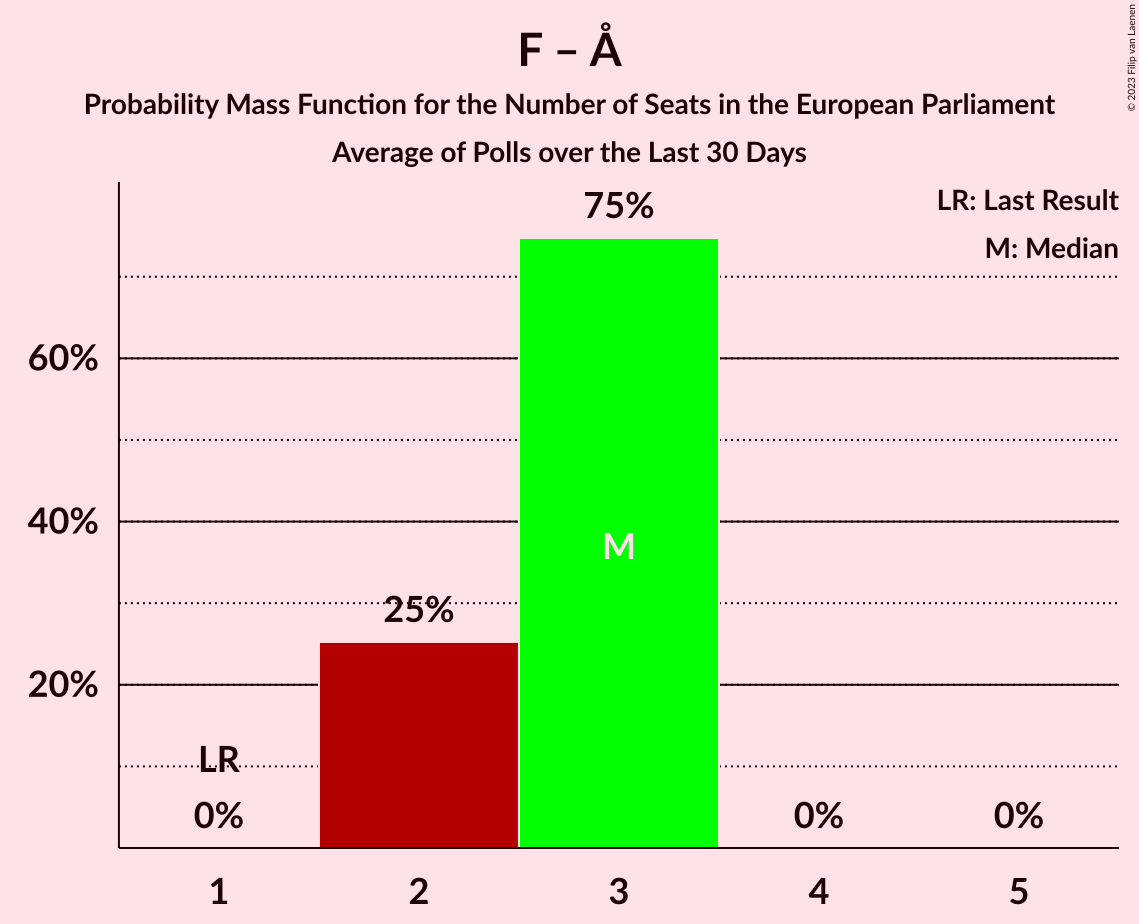 F – Å
Probability Mass Function for the Number of Seats in the European Parliament
Average of Polls over the Last 30 Days
© 2023 Filip van Laenen
LR: Last Result
M: Median
75%
60%
40%
M
25%
20%
LR
0%
0%
0%
1
2
3
4
5